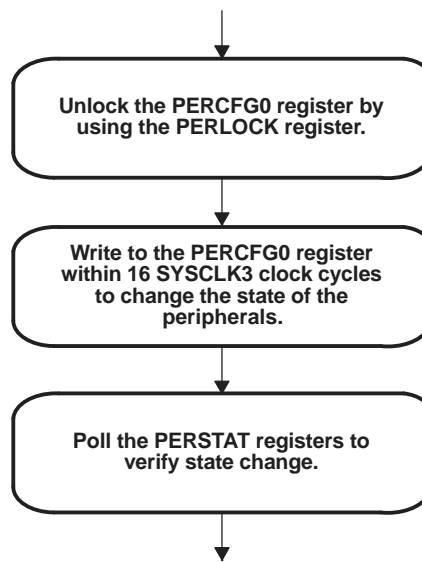 Unlock the PERCFG0 register by
using the PERLOCK register.
Write to the PERCFG0 register
within 16 SYSCLK3 clock cycles
to change the state of the
peripherals.
Poll the PERSTAT registers to
verify state change.